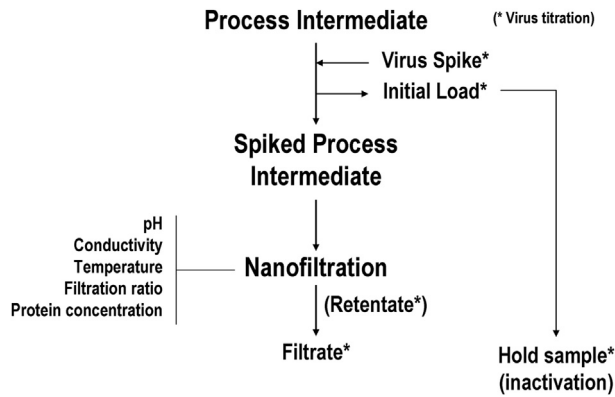 Process Intermediate
(* Virus titration)
Virus Spike*
Initial Load*
Spiked Process
Intermediate
pH
Conductivity
Temperature
Filtration ratio
Protein concentration
Nanofiltration
(Retentate*)
Filtrate*
Hold sample*
(inactivation)